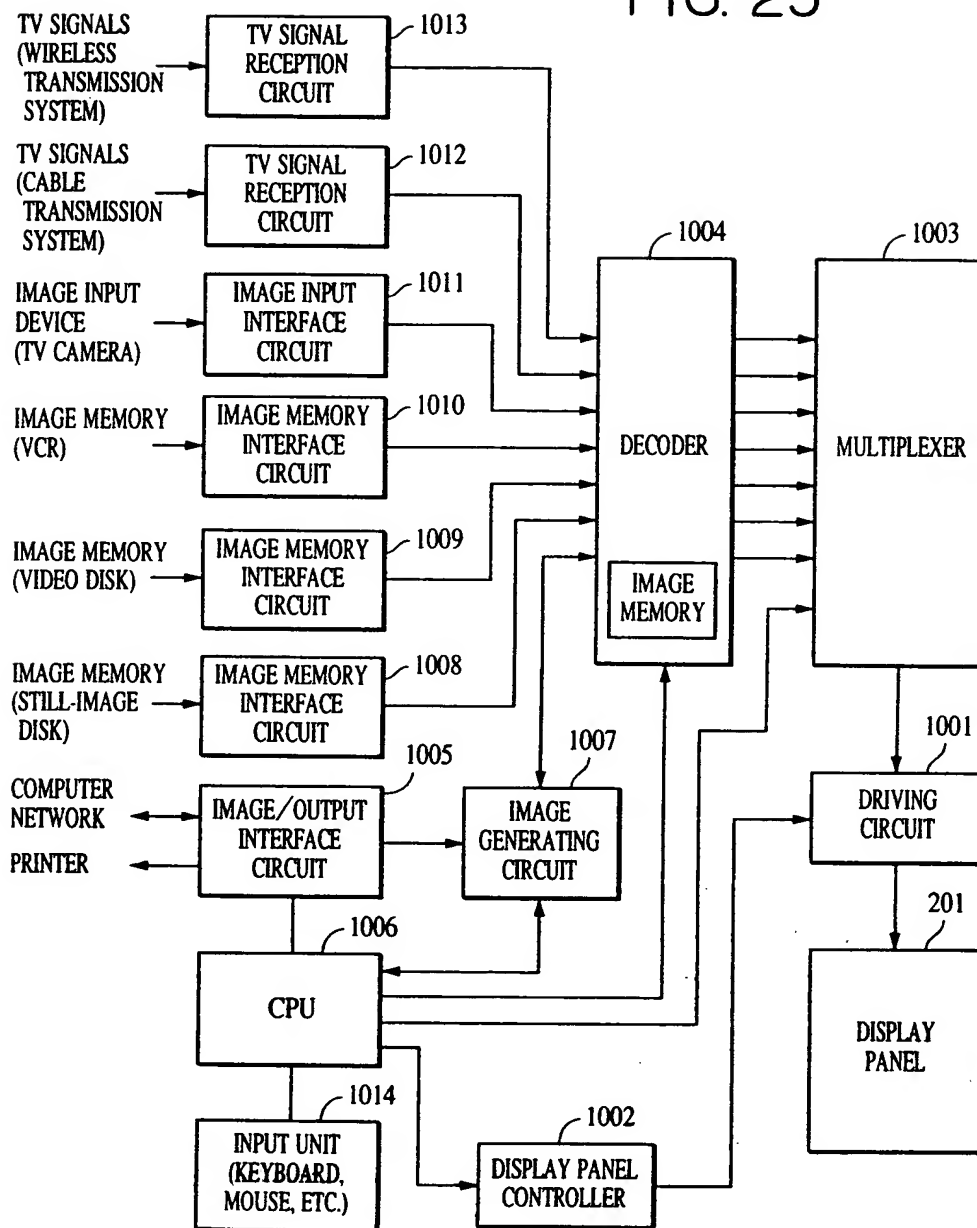 FIG. 25
TV SIGNALS
(WIRELESS
TRANSMISSION
SYSTEM)
TV SIGNAL
RECEPTION
CIRCUIT
1013
TV SIGNALS
(CABLE
TRANSMISSION
SYSTEM)
TV SIGNAL
RECEPTION
CIRCUIT
1012
IMAGE INPUT
DEVICE
(TV CAMERA)
IMAGE INPUT
INTERFACE
CIRCUIT
1011
IMAGE MEMORY
(VCR)
IMAGE MEMORY
INTERFACE
CIRCUIT
1010
IMAGE MEMORY
(VIDEO DISK)
IMAGE MEMORY
INTERFACE
CIRCUIT
1009
IMAGE MEMORY
(STILL-IMAGE
DISK)
IMAGE MEMORY
INTERFACE
CIRCUIT
1008
1004
DECODER
IMAGE
MEMORY
1003
MULTIPLEXER
COMPUTER
NETWORK
PRINTER
IMAGE/OUTPUT
INTERFACE
CIRCUIT
1005
1007
IMAGE
GENERATING
CIRCUIT
1001
DRIVING
CIRCUIT
1006
CPU
201
DISPLAY
PANEL
1014
INPUT UNIT
(KEYBOARD,
MOUSE, ETC.)
1002
DISPLAY PANEL
CONTROLLER